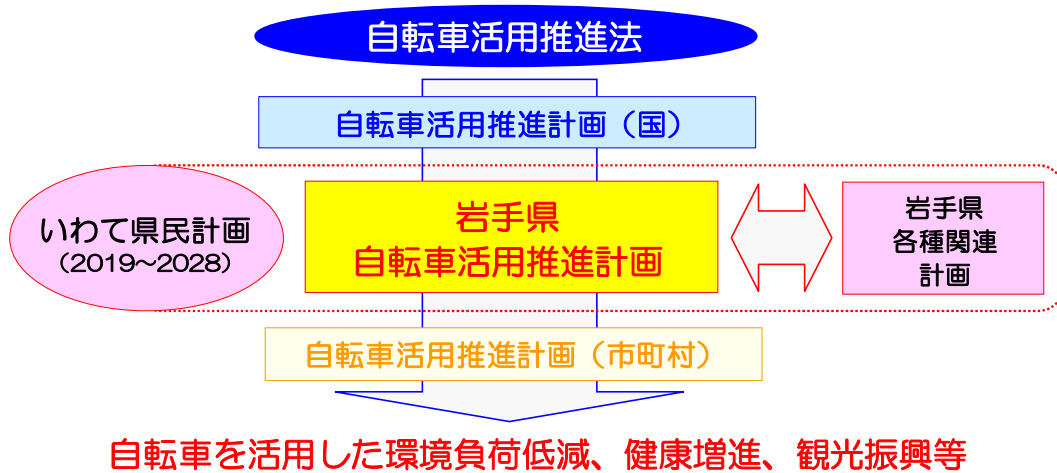 自転車活用推進法
自転車活用推進計画（国）
いわて県民計画
（2019～2028）
岩手県
自転車活用推進計画
岩手県
各種関連
計画
自転車活用推進計画（市町村）
自転車を活用した環境負荷低減、健康増進、観光振興等